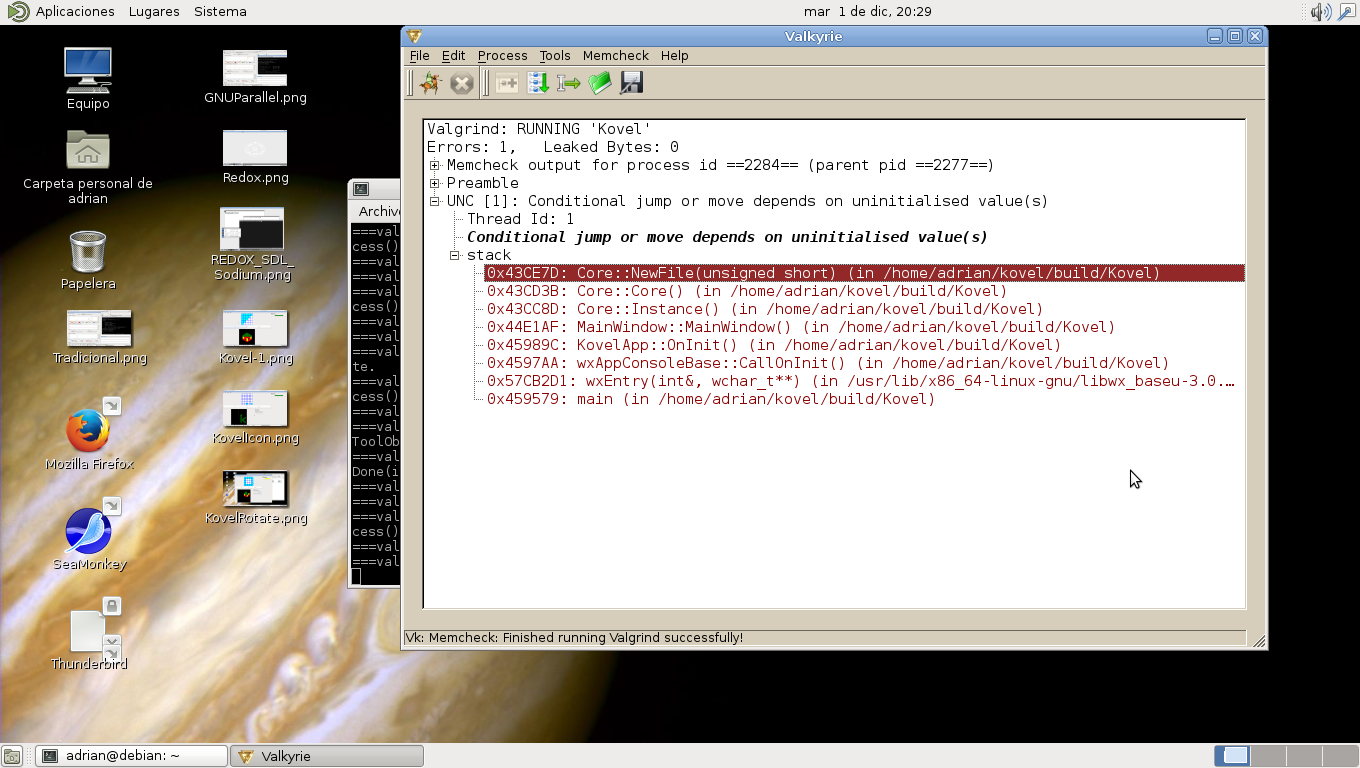 Aplicaciones Lugares Sistema
mar 1 de dic, 20:29
Equipo
Carpeta personal de
adrian
Papelera
Tradicional.png
Mozilla Firefox
SeaMonkey
Thunderbird
GNUParallel.png
Redox.png
REDOX_SDL_
Sodium.png
Kovel-1.png
KovelIcon.png
KovelRotate.png
Archivo
===val
cess()
===val
===val
===val
cess()
===val
===val
===val
te.
===val
cess()
===val
===val
ToolOb
===val
Done(i
===val
===val
===val
cess()
===val
===val
Valkyrie
File Edit Process Tools Memcheck Help
Valgrind: RUNNING 'Kovel'
Errors: 1, Leaked Bytes: 0
Memcheck output for process id ==2284== (parent pid ==2277==)
Preamble
UNC [1]: Conditional jump or move depends on uninitialised value(s)
Thread Id: 1
Conditional jump or move depends on uninitialised value(s)
stack
0x43CE7D: Core::NewFile(unsigned short) (in /home/adrian/kovel/build/Kovel)
0x43CD3B: Core::Core() (in /home/adrian/kovel/build/Kovel)
0x43CC8D: Core::Instance() (in /home/adrian/kovel/build/Kovel)
0x44E1AF: MainWindow::MainWindow() (in /home/adrian/kovel/build/Kovel)
0x45989C: KovelApp::OnInit() (in /home/adrian/kovel/build/Kovel)
0x4597AA: wxAppConsoleBase::CallOnInit() (in /home/adrian/kovel/build/Kovel)
0x57CB2D1: wxEntry(int&, wchar_t**) (in /usr/lib/x86_64-linux-gnu/libwx_baseu-3.0....
0x459579: main (in /home/adrian/kovel/build/Kovel)
Vk: Memcheck: Finished running Valgrind successfully!
adrian@debian: ~
Valkyrie